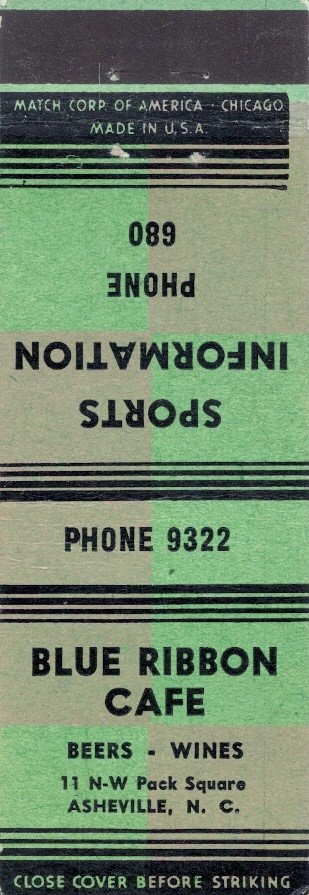 MATCH CORP. OF AMERICA · CHICAGO
MADE IN U.S.A.
SPORTS
INFORMATION
PHONE
680
PHONE 9322
BLUE RIBBON
CAFE
BEERS - WINES
11 N-W Pack Square
ASHEVILLE, N. C.
CLOSE COVER BEFORE STRIKING